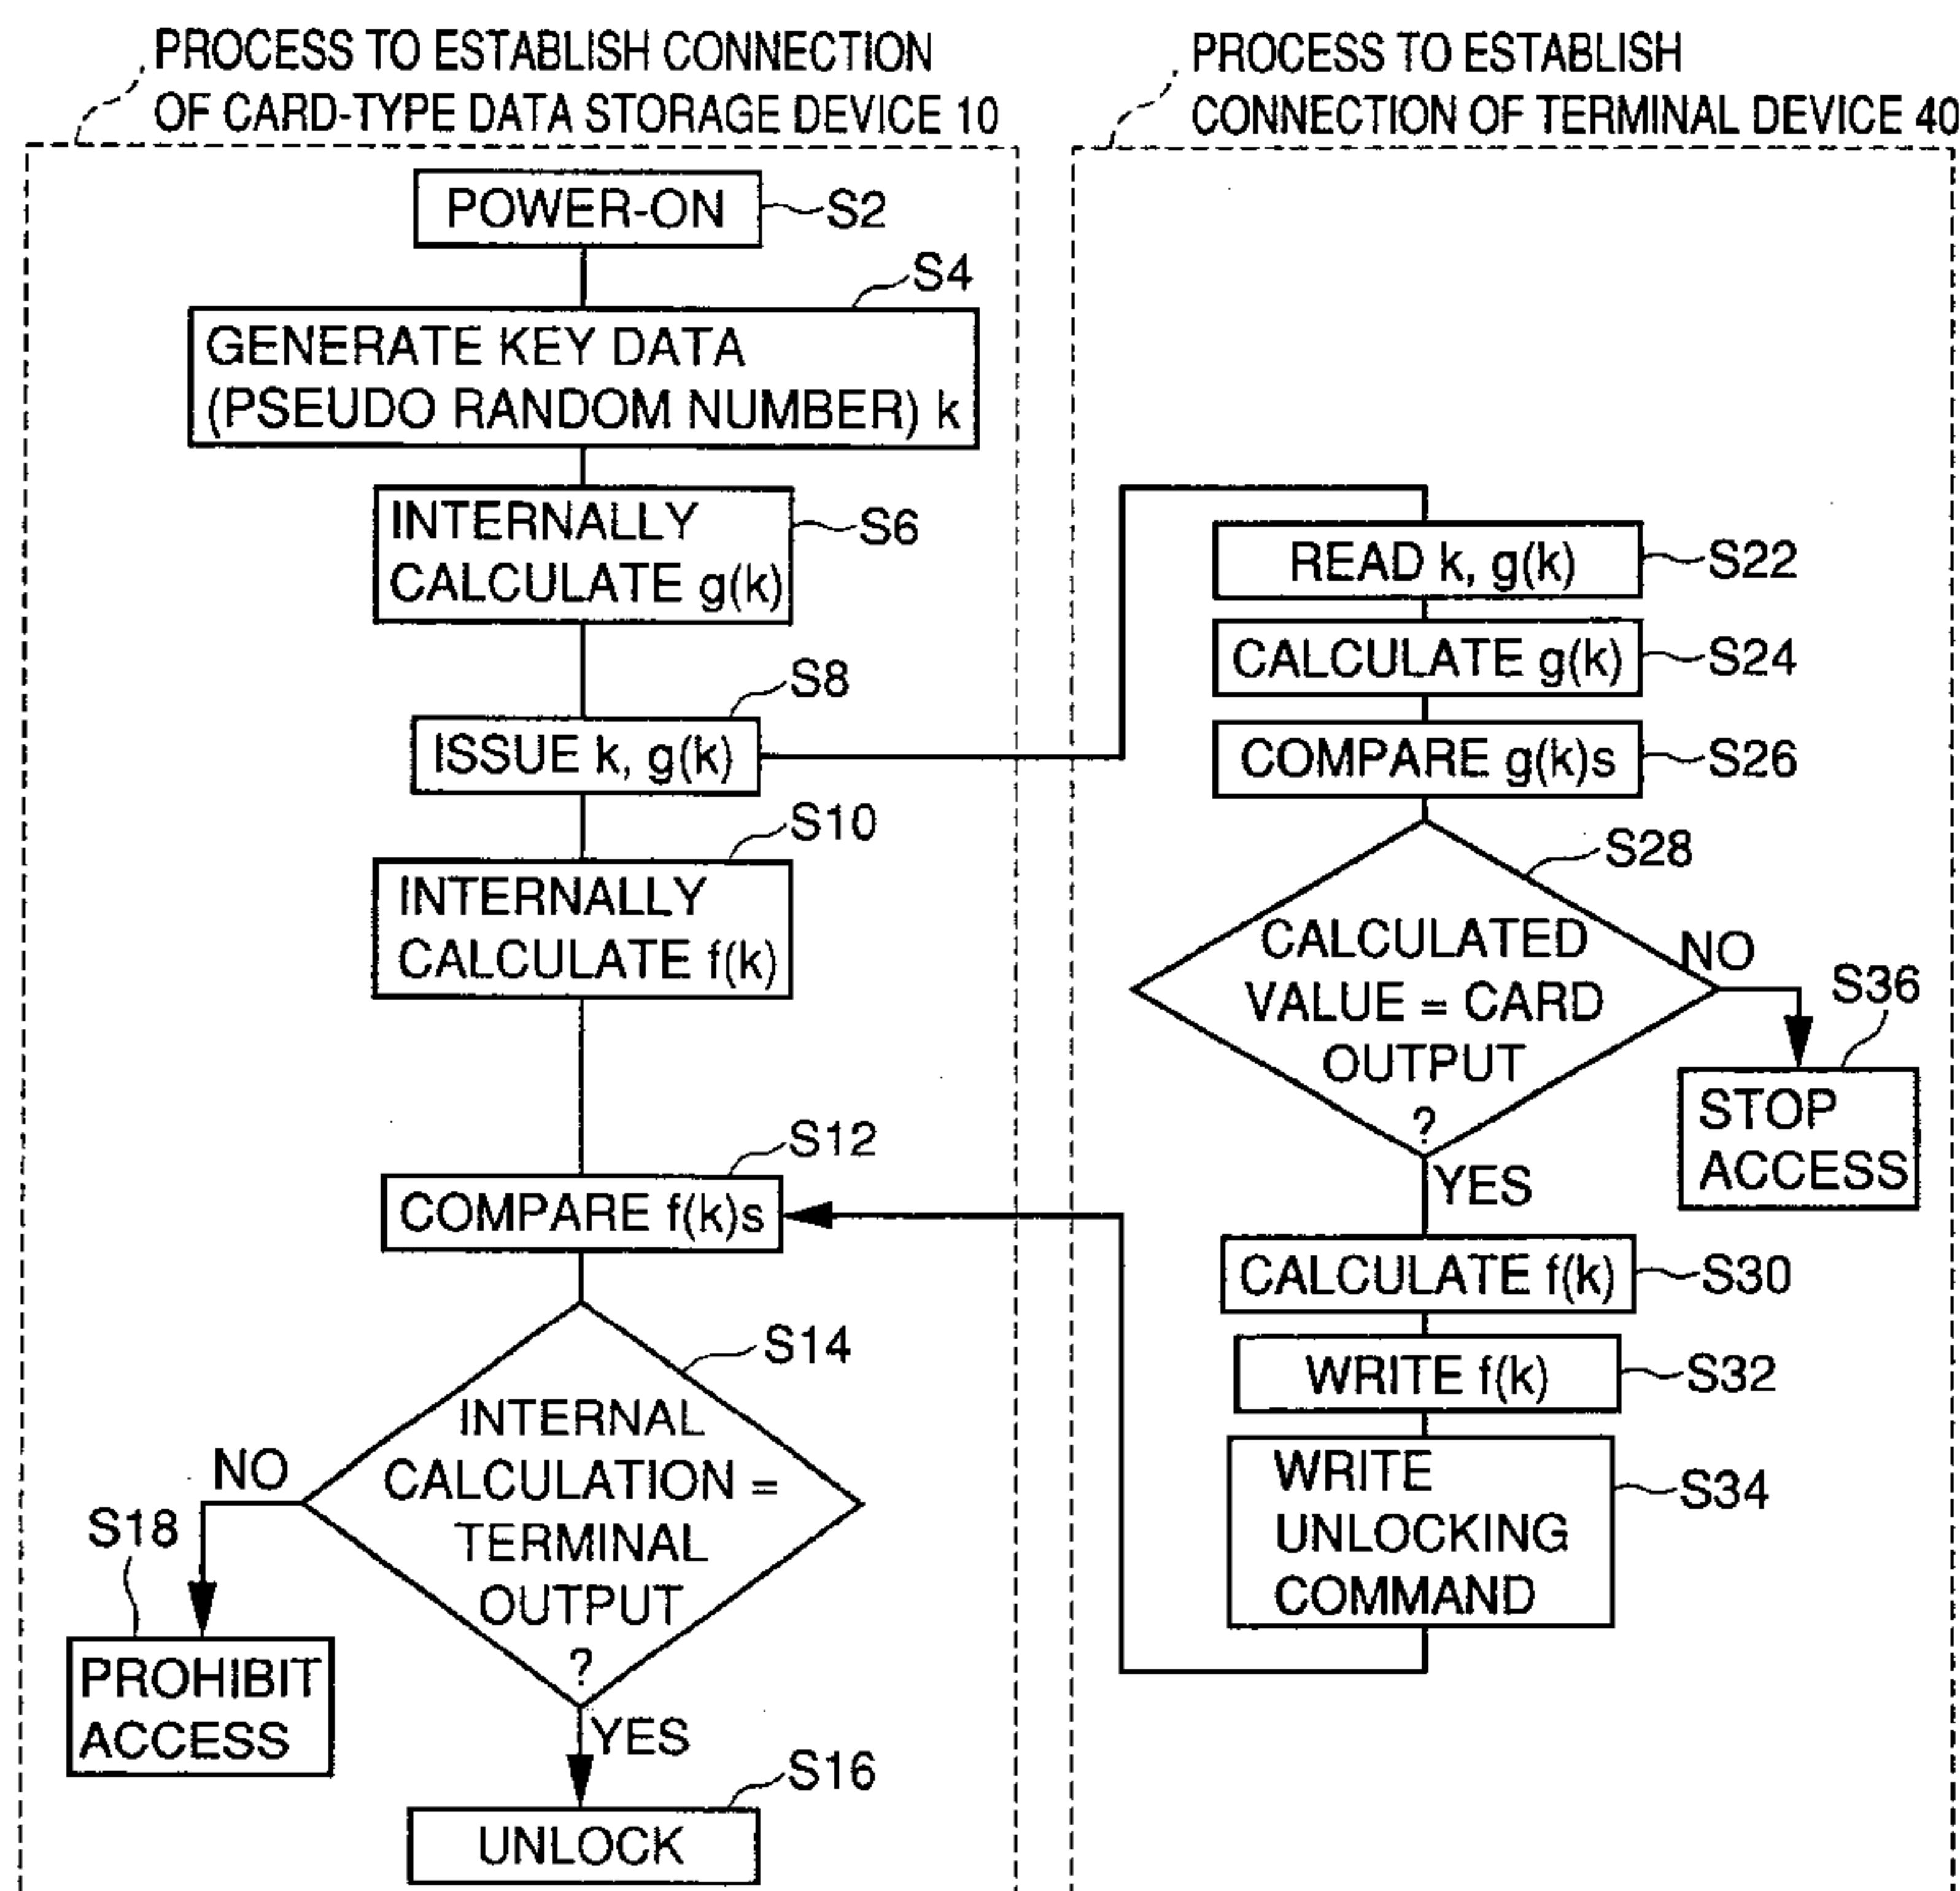 PROCESS TO ESTABLISH CONNECTION
OF CARD-TYPE DATA STORAGE DEVICE 10
POWER-ON
S2
S4
GENERATE KEY DATA
(PSEUDO RANDOM NUMBER) k
INTERNALLY
CALCULATE g(k)
S6
S8
ISSUE k, g(k)
S10
INTERNALLY
CALCULATE f(k)
S12
COMPARE f(k)s
S14
INTERNAL
CALCULATION =
TERMINAL
OUTPUT
?
NO
S18
PROHIBIT
ACCESS
YES
S16
UNLOCK
PROCESS TO ESTABLISH
CONNECTION OF TERMINAL DEVICE 40
READ k, g(k)
S22
CALCULATE g(k)
S24
COMPARE g(k)s
S26
S28
CALCULATED
VALUE = CARD
OUTPUT
?
NO
S36
STOP
ACCESS
YES
CALCULATE f(k)
S30
WRITE f(k)
S32
WRITE
UNLOCKING
COMMAND
S34